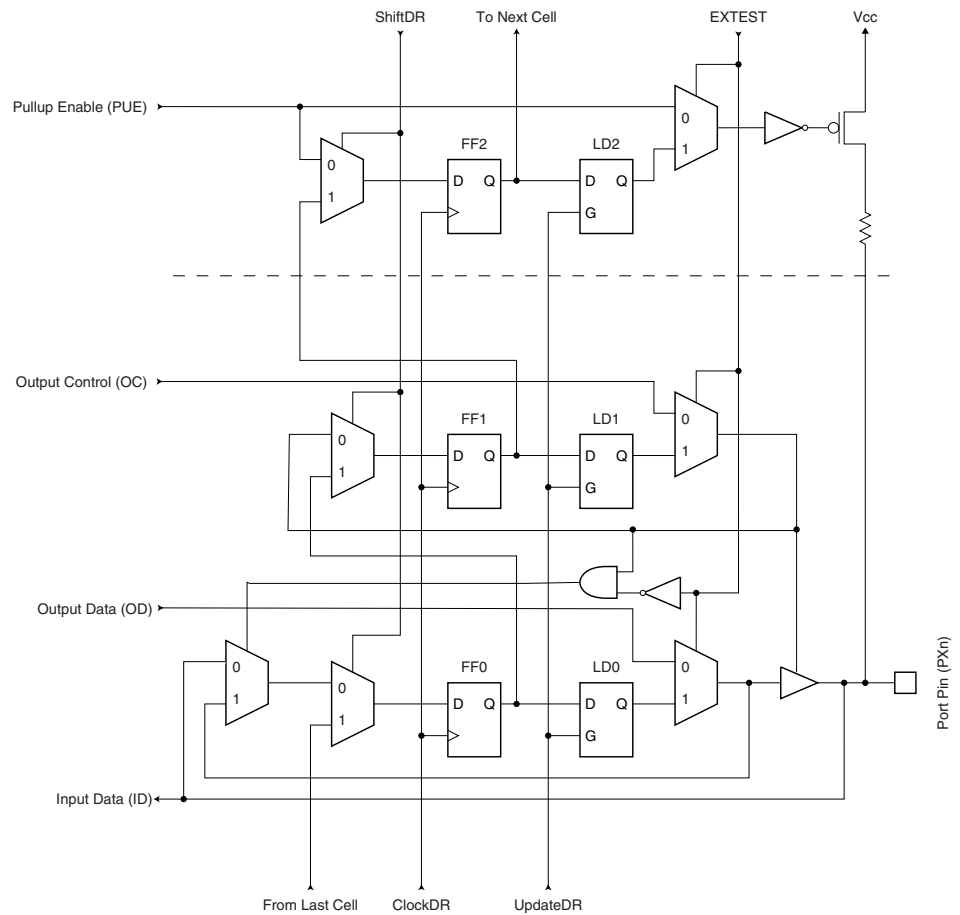 ShiftDR
To Next Cell
EXTEST
Vcc
Pullup Enable (PUE)
0
1
FF2
D Q
LD2
D Q
G
0
1
Output Control (OC)
0
1
FF1
D Q
LD1
D Q
G
0
1
Output Data (OD)
0
1
0
1
FF0
D Q
LD0
D Q
G
0
1
Port Pin (PXn)
Input Data (ID)
From Last Cell
ClockDR
UpdateDR